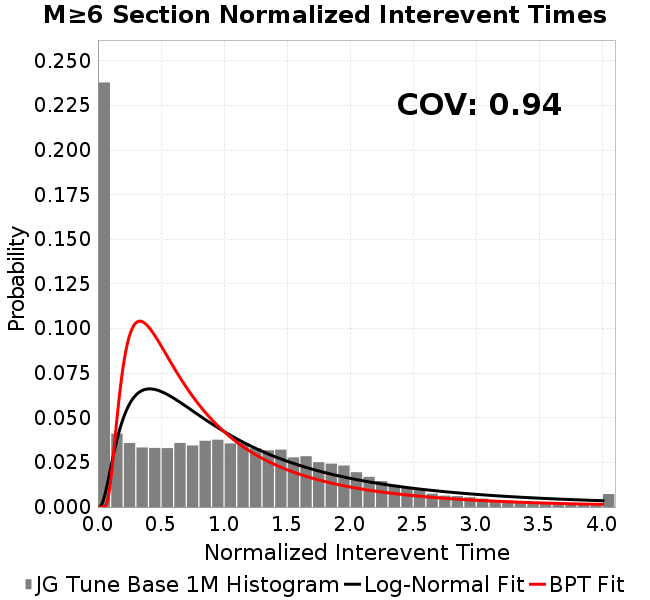 M≥6 Section Normalized Interevent Times
COV: 0.94
Probability
0.250
0.225
0.200
0.175
0.150
0.125
0.100
0.075
0.050
0.025
0.000
0.0 0.5 1.0 1.5 2.0 2.5 3.0 3.5 4.0
Normalized Interevent Time
JG Tune Base 1M Histogram Log-Normal Fit BPT Fit